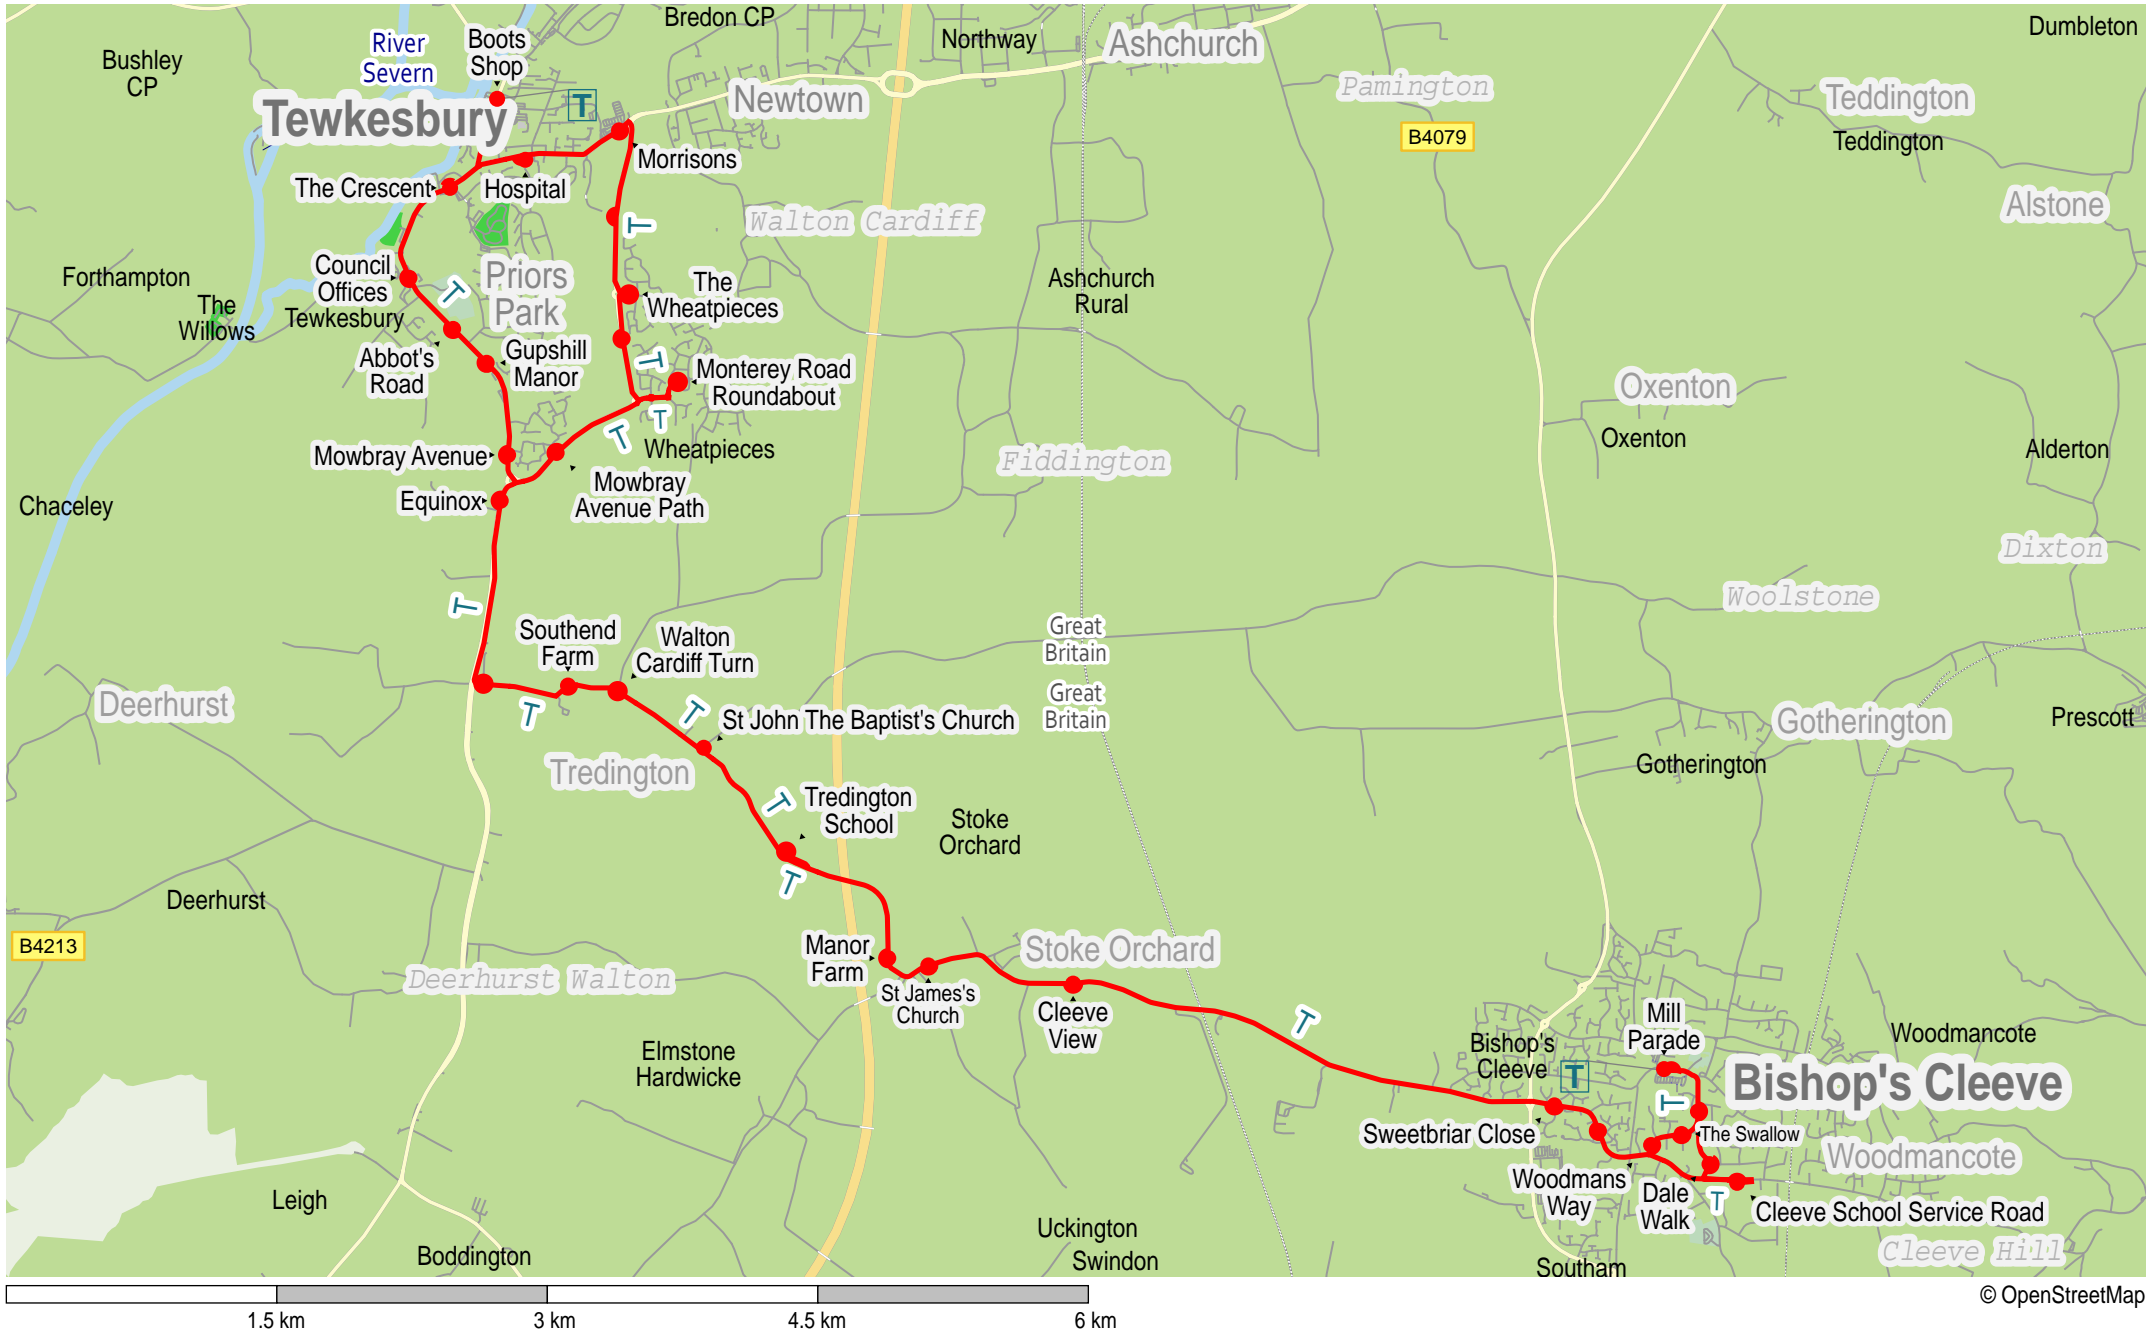 Bredon CP
Dumbleton
River
Severn
Boots
Shop
Northway
Ashchurch
Bushley
CP
Pamington
Teddington
Newtown
T
Tewkesbury
B4079
Teddington
Morrisons
The Crescent
Hospital
Alstone
Walton Cardiff
T
Council
Offices
Priors
Park
Forthampton
The
Willows
Tewkesbury
T
The
Wheatpieces
Ashchurch
Rural
Abbot's
Road
Gupshill
Manor
T
Monterey Road
Roundabout
Oxenton
T
T
Oxenton
Mowbray Avenue
Wheatpieces
Fiddington
Alderton
Equinox
Mowbray
Avenue Path
Chaceley
Dixton
T
Woolstone
Southend
Farm
Walton
Cardiff Turn
Great
Britain
Great
Britain
Deerhurst
T
T
St John The Baptist's Church
Gotherington
Prescott
Tredington
Gotherington
T
Tredington
School
Stoke
Orchard
T
Deerhurst
B4213
Manor
Farm
Stoke Orchard
Deerhurst Walton
St James's
Church
Cleeve
View
T
Mill
Parade
Woodmancote
Elmstone
Hardwicke
Bishop's
Cleeve
T
Bishop's Cleeve
T
Sweetbriar Close
The Swallow
Woodmancote
Woodmans
Way
Dale
Walk
T
Cleeve School Service Road
Leigh
Uckington
Boddington
Swindon
Southam
Cleeve Hill
1.5 km
3 km
4.5 km
6 km
© OpenStreetMap